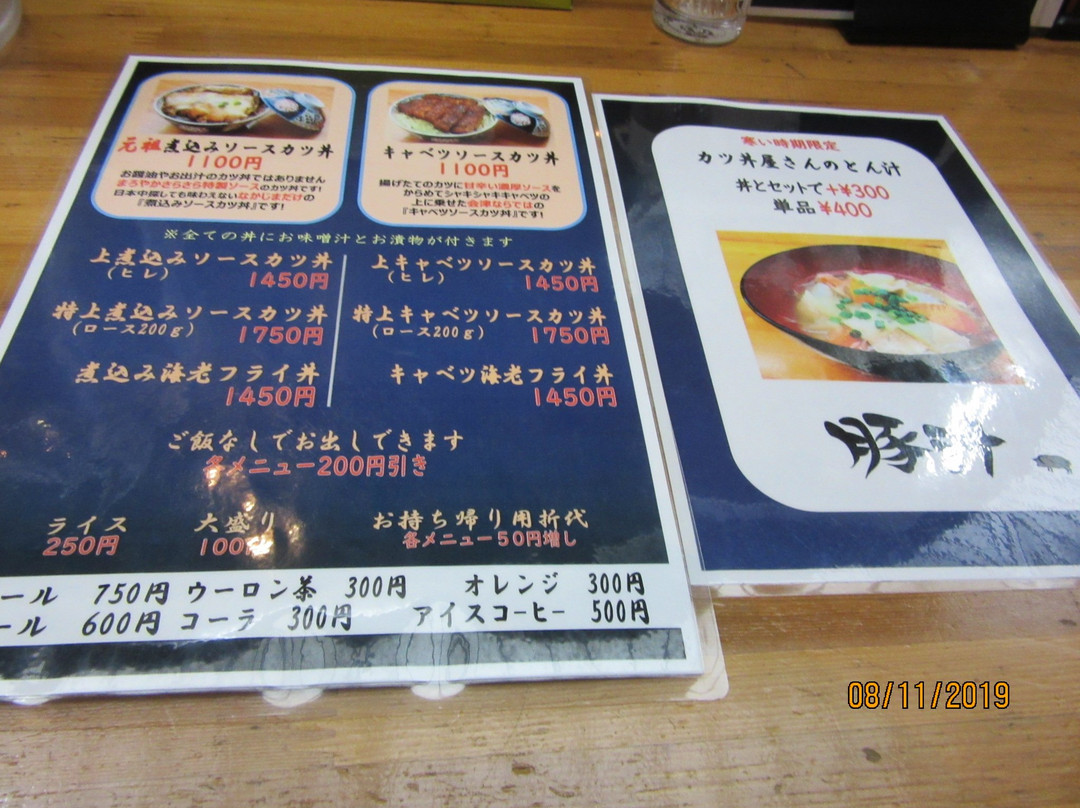 元祖煮込みソースカツ丼
1100円
お醤油やお出汁のカツ丼ではありません
まろやかさらさら特製ソースのカツ丼です!
日本中探しても味わえないなかじまだけの
『煮込みソースカツ丼』です!
キャベツソースカツ丼
1100円
揚げたてのカツに甘辛い濃厚ソースを
からめてシャキシャキキャベツの
上に乗せた会津ならではの
『キャベツソースカツ丼』です!
※全ての丼にお味噌汁とお漬物が付きます
上煮込みソースカツ丼
(ヒレ) 1450円
特上煮込みソースカツ丼
(ロース200g) 1750円
煮込み海老フライ丼
1450円
上キャベツソースカツ丼
(ヒレ) 1450円
特上キャベツソースカツ丼
(ロース200g) 1750円
キャベツ海老フライ丼
1450円
ご飯なしでお出しできます
各メニュー200円引き
ライス
250円
大盛り
100円
お持ち帰り用折代
各メニュー50円増し
ール 750円 ウーロン茶 300円 オレンジ 300円
ール 600円 コーラ 300円 アイスコーヒー 500円
寒い時期限定
カツ丼屋さんのとん汁
丼とセットで+¥300
単品¥400
豚汁
08/11/2019